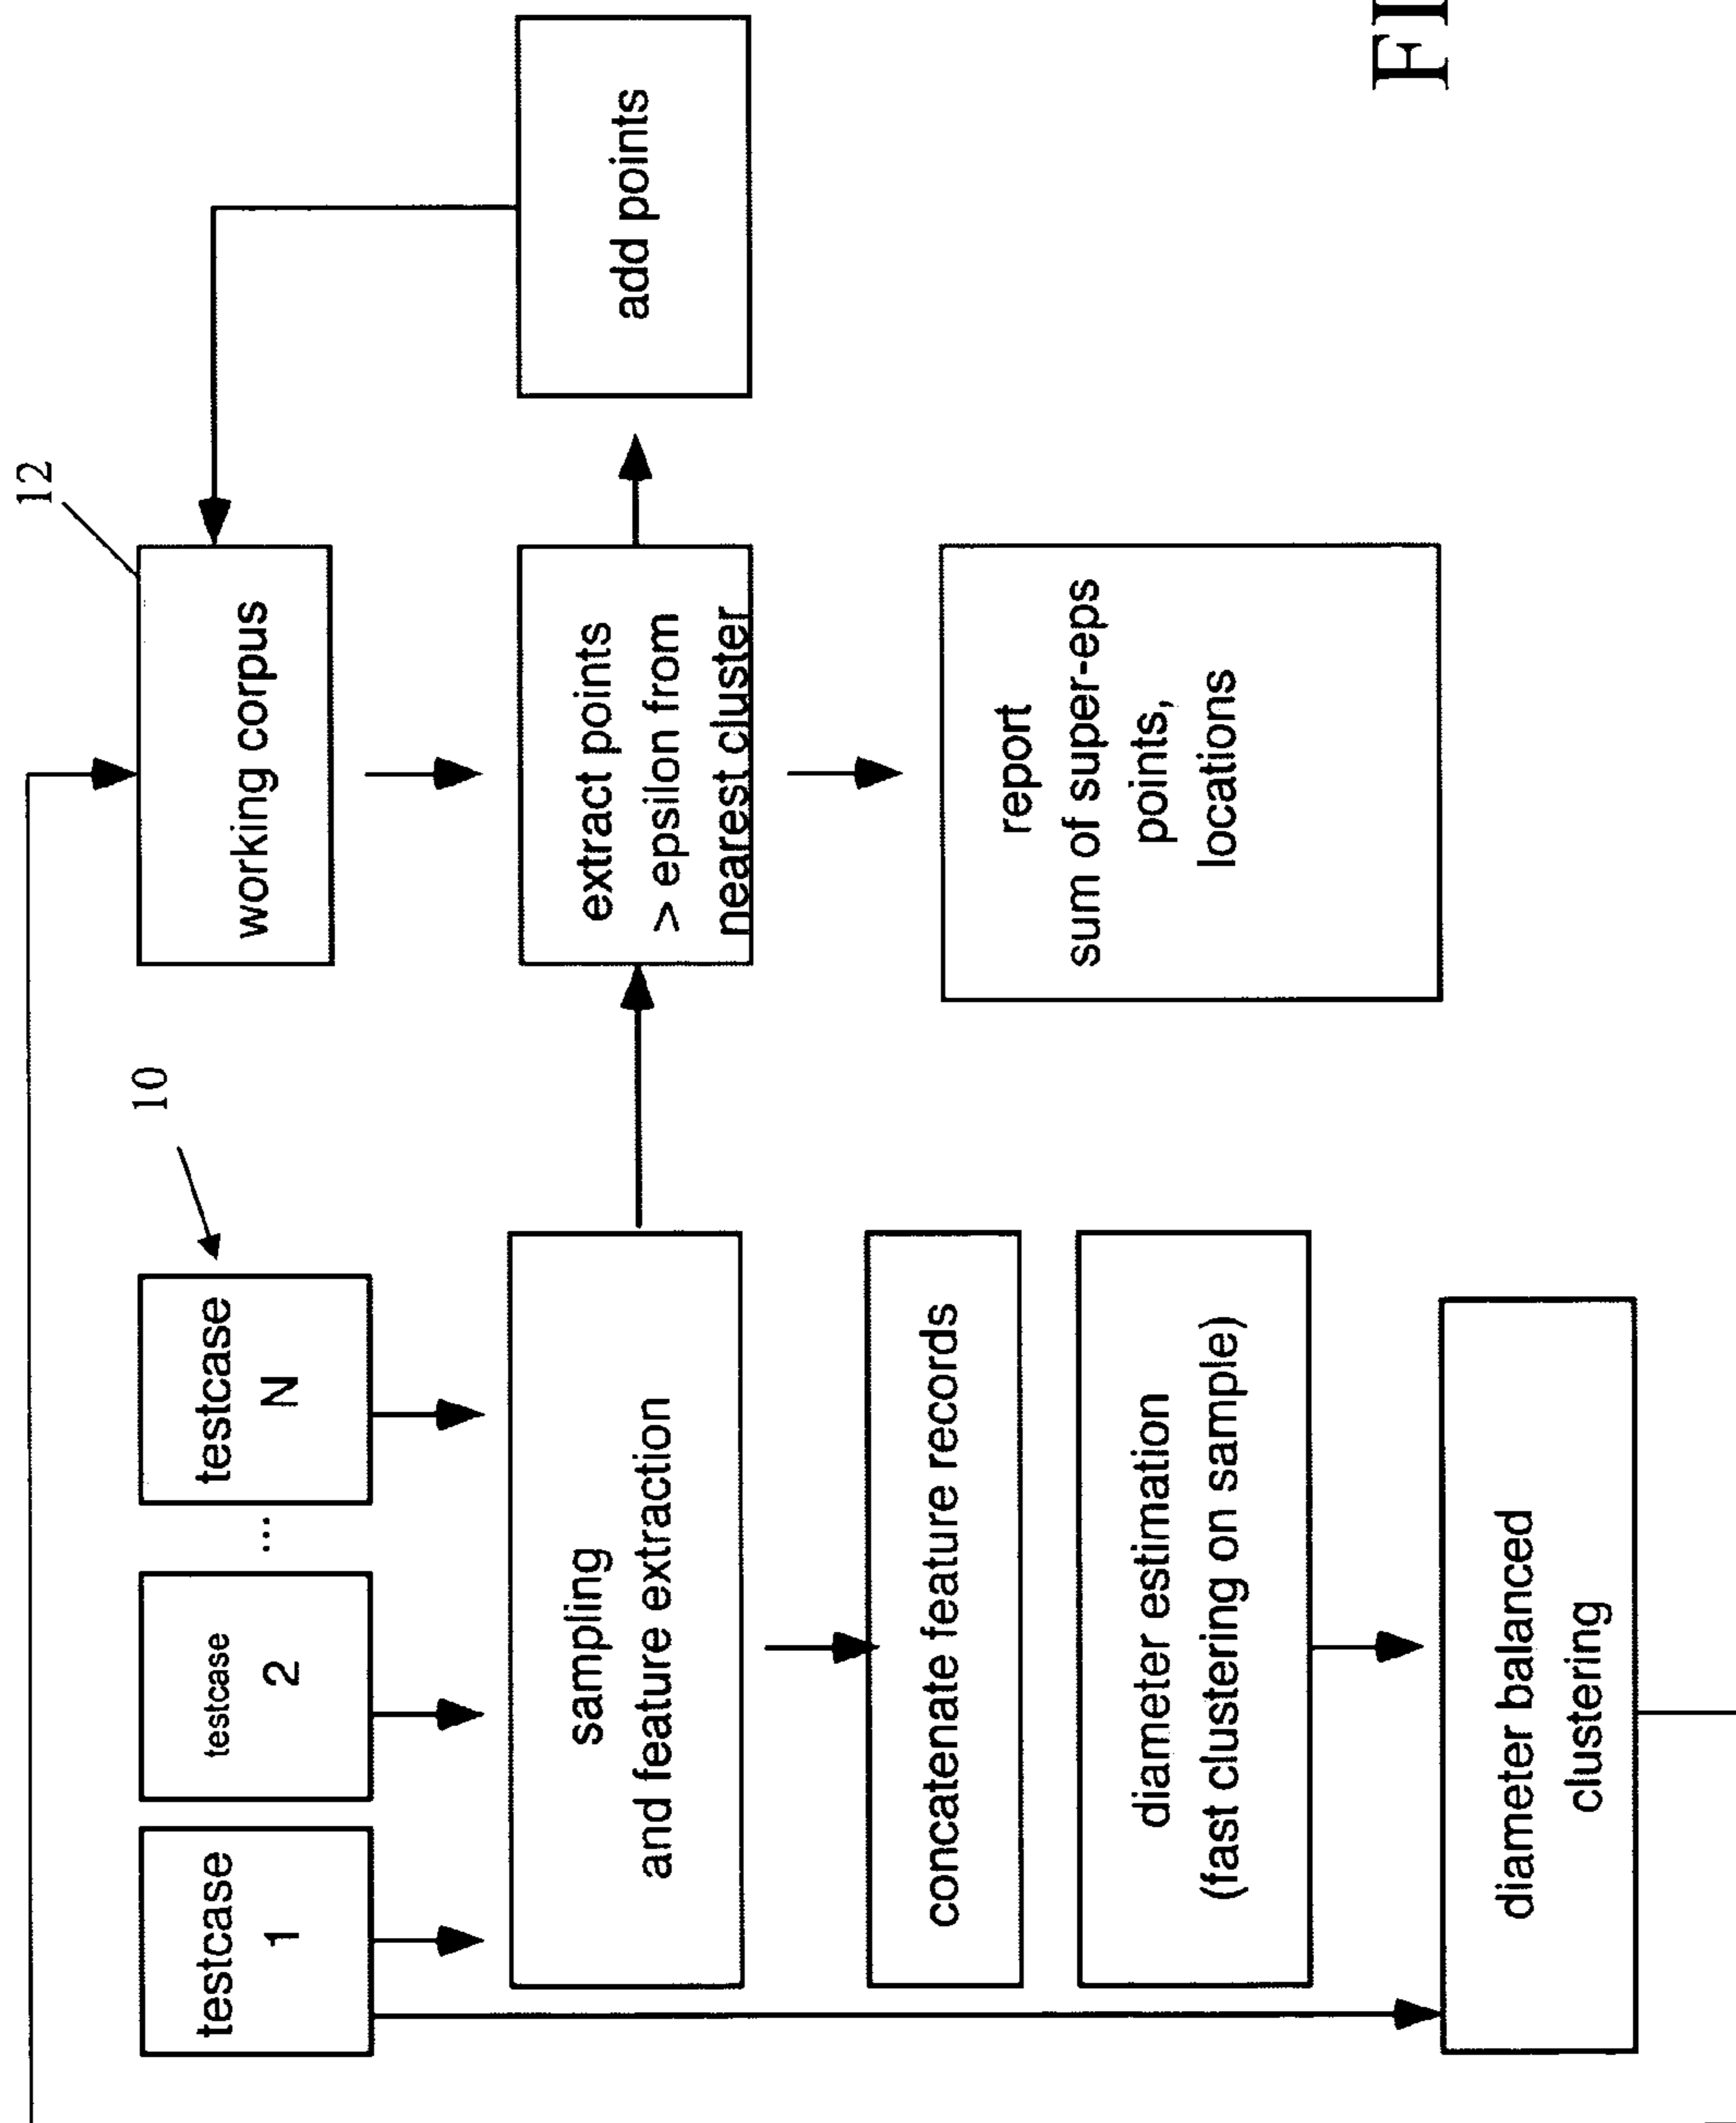 10
12
testcase
1
testcase
2
...
testcase
N
working corpus
sampling
and feature extraction
extract points
> epsilon from
nearest cluster
add points
concatenate feature records
diameter estimation
(fast clustering on sample)
report
sum of super-eps
points,
locations
diameter balanced
clustering